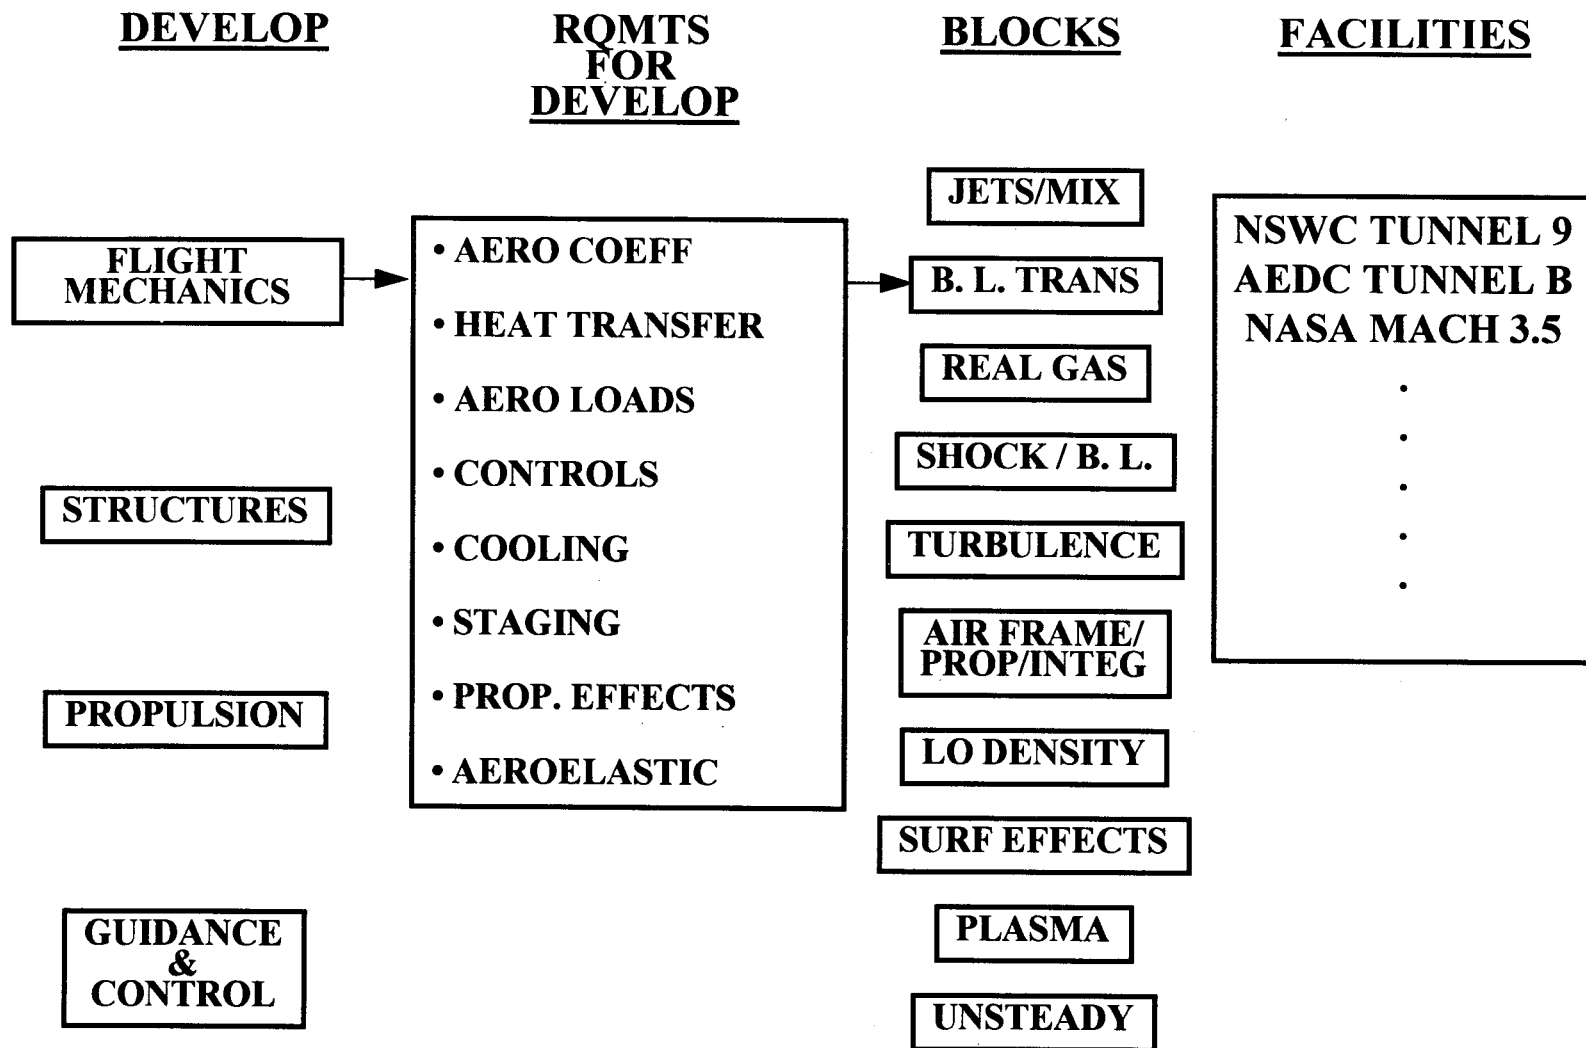 DEVELOP
RQMTS
FOR
DEVELOP
BLOCKS
FACILITIES
FLIGHT
MECHANICS
STRUCTURES
PROPULSION
GUIDANCE
&
CONTROL
• AERO COEFF
• HEAT TRANSFER
• AERO LOADS
• CONTROLS
• COOLING
• STAGING
• PROP. EFFECTS
• AEROELASTIC
JETS/MIX
B. L. TRANS
REAL GAS
SHOCK / B. L.
TURBULENCE
AIR FRAME/
PROP/INTEG
LO DENSITY
SURF EFFECTS
PLASMA
UNSTEADY
NSWC TUNNEL 9
AEDC TUNNEL B
NASA MACH 3.5
.
.
.
.
.